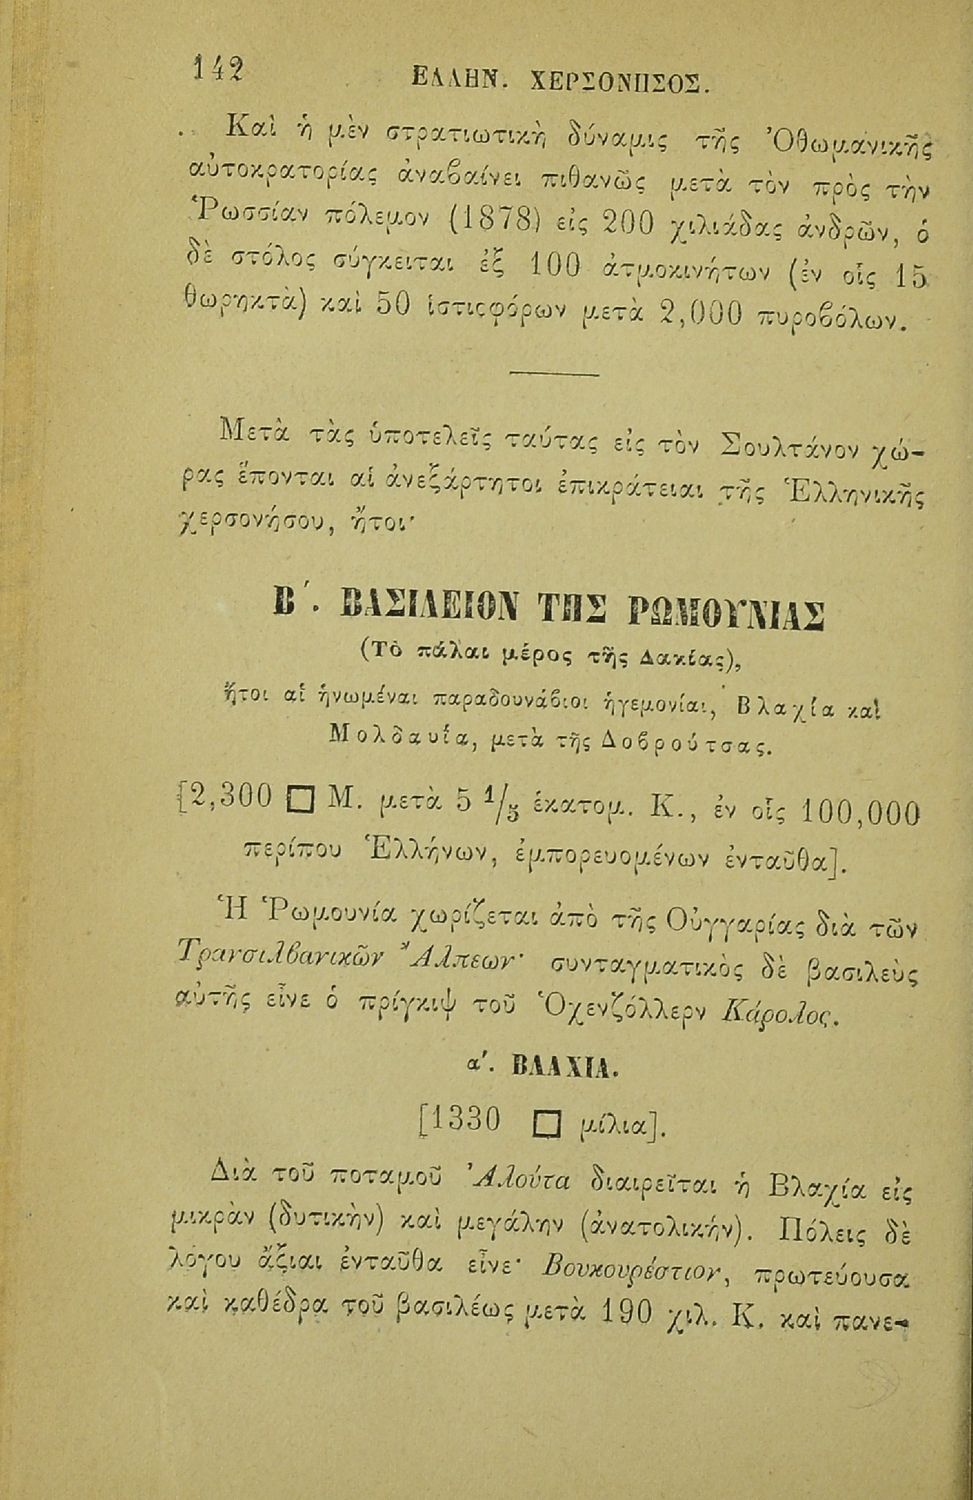 142 ΕΛΛΗΝ. ΧΕΡΣΟΝΗΣΟΣ.
Καὶ ἡ μὲν στρατιωτικὴ δύναμις τῆς Ὀθωμανικῆς
αὐτοκρατορίας ἀναβαίνει πιθανῶς μετὰ τὸν πρὸς τὴν
Ῥωσσίαν πόλεμον (1878) εἰς 200 χιλιάδας ἀνδρῶν, ὁ
δὲ στόλος σύγκειται ἐξ 100 ἀτμοκινήτων (ἐν οἷς 15
θωρηκτὰ) καὶ 50 ἱστιοφόρων μετὰ 2,000 πυροβόλων.
Μετὰ τὰς ὑποτελεῖς ταύτας εἰς τὸν Σουλτάνον χώ-
ρας ἕπονται αἱ ἀνεξάρτητοι ἐπικράτειαι τῆς Ἑλληνικῆς
χερσονήσου, ἤτοι·
Β΄. ΒΑΣΙΛΕΙΟΝ ΤΗΣ ΡΩΜΟΥΝΙΑΣ
(Τὸ πάλαι μέρος τῆς Δακίας),
ἤτοι αἱ ἡνωμέναι παραδουνάβιοι ἡγεμονίαι, Βλαχία καὶ
Μολδαυΐα, μετὰ τῆς Δοβρούτσας.
[2,300 □ Μ. μετὰ 5 1/5 ἑκατομ. Κ., ἐν οἷς 100,000
περίπου Ἑλλήνων, ἐμπορευομένων ἐνταῦθα].
Ἡ Ῥωμουνία χωρίζεται ἀπὸ τῆς Οὑγγαρίας διὰ τῶν
Τρανσιλβανικῶν Ἄλπεων· συνταγματικὸς δὲ βασιλεὺς
αὐτῆς εἶνε ὁ πρίγκιψ τοῦ Ὁχενζόλλερν Κάρολος.
α΄. ΒΛΑΧΙΑ.
[1330 □ μίλια].
Διὰ τοῦ ποταμοῦ Ἀλούτα διαιρεῖται ἡ Βλαχία εἰς
μικρὰν (δυτικὴν) καὶ μεγάλην (ἀνατολικήν). Πόλεις δὲ
λόγου ἄξιαι ἐνταῦθα εἶνε· Βουκουρέστιον, πρωτεύουσα
καὶ καθέδρα τοῦ βασιλέως μετὰ 190 χιλ. Κ. καὶ πανε-